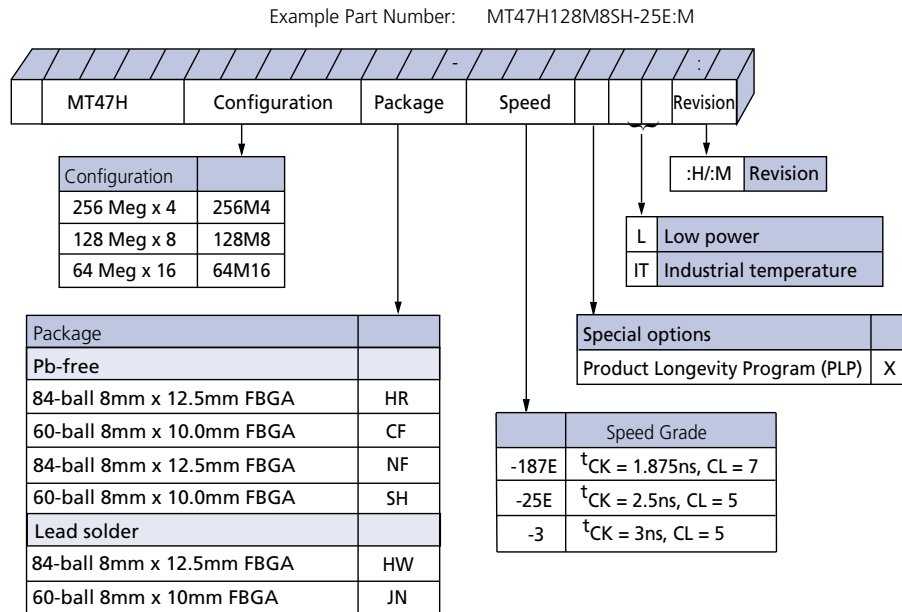 Example Part Number: MT47H128M8SH-25E:M
- :
MT47H Configuration Package Speed Revision
Configuration
256 Meg x 4 256M4
128 Meg x 8 128M8
64 Meg x 16 64M16
:H/:M Revision
L Low power
IT Industrial temperature
Special options
Product Longevity Program (PLP) X
Package
Pb-free
84-ball 8mm x 12.5mm FBGA HR
60-ball 8mm x 10.0mm FBGA CF
84-ball 8mm x 12.5mm FBGA NF
60-ball 8mm x 10.0mm FBGA SH
Lead solder
84-ball 8mm x 12.5mm FBGA HW
60-ball 8mm x 10mm FBGA JN
Speed Grade
-187E tCK = 1.875ns, CL = 7
-25E tCK = 2.5ns, CL = 5
-3 tCK = 3ns, CL = 5